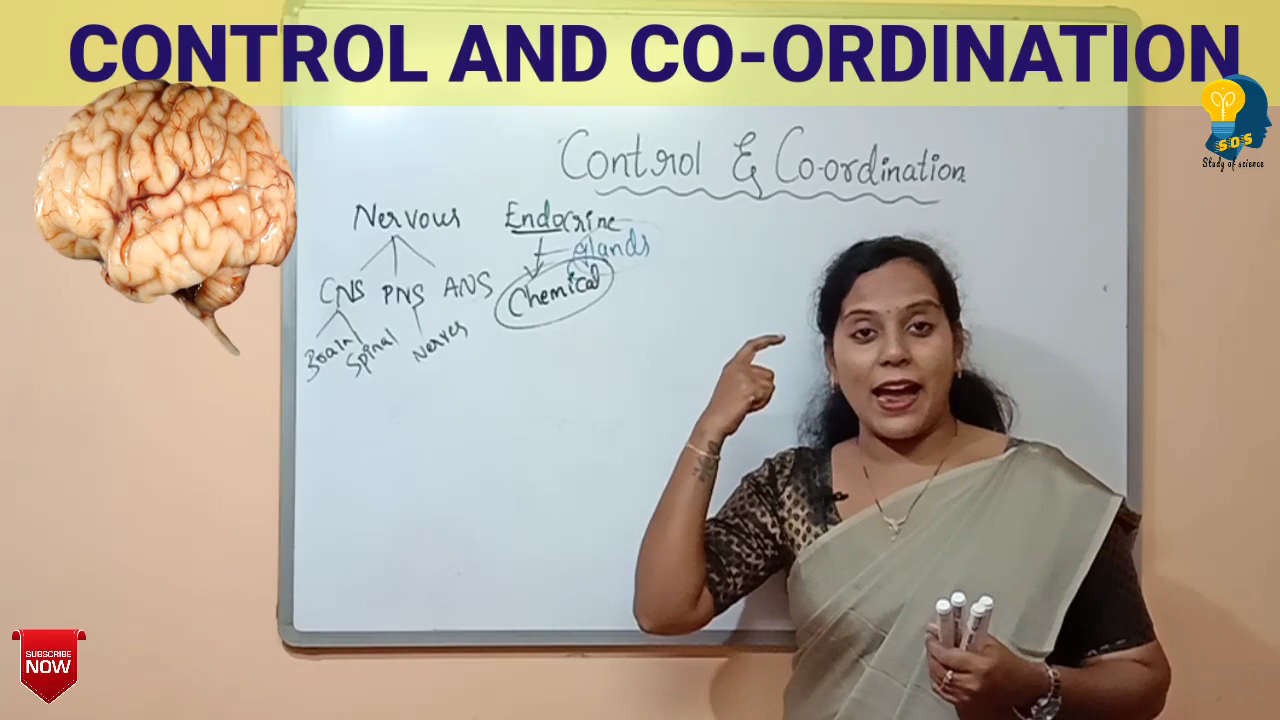 CONTROL AND CO-ORDINATION
SOS
Study of science
Control & Co-ordination
Nervous Endocrine
glands
CNS PNS ANS Chemical
Brain Spinal Nerves
SUBSCRIBE
NOW